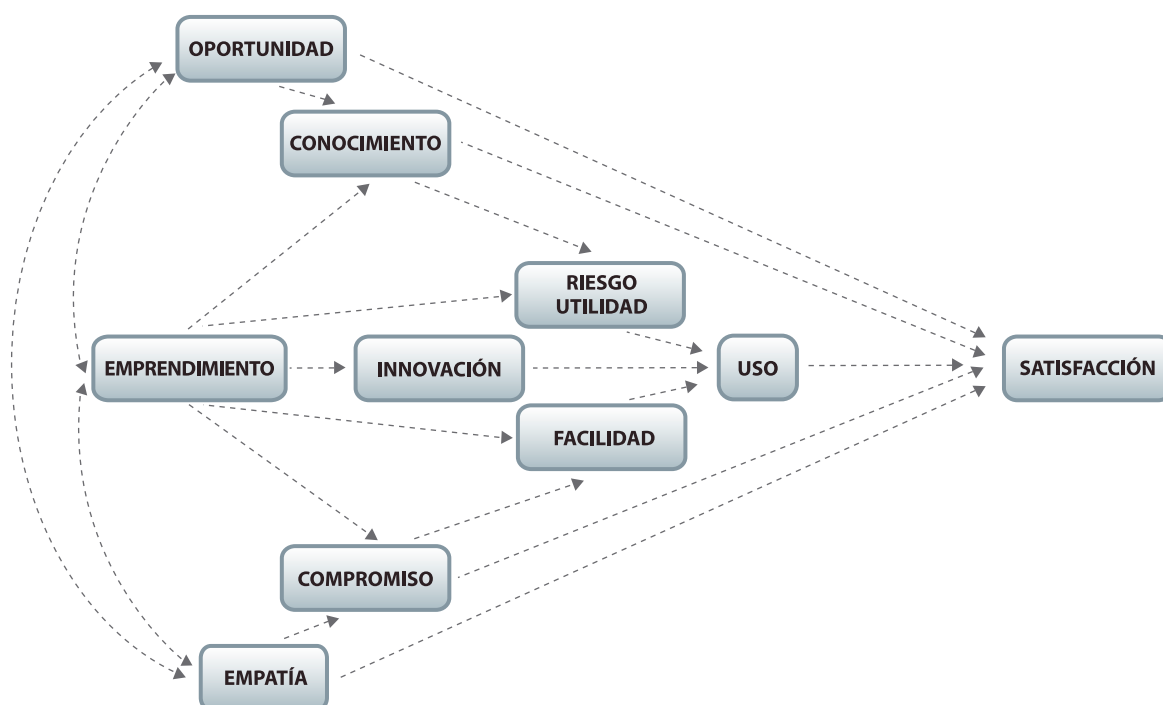 OPORTUNIDAD
CONOCIMIENTO
RIESGO
UTILIDAD
EMPRENDIMIENTO
INNOVACIÓN
USO
SATISFACCIÓN
FACILIDAD
COMPROMISO
EMPATÍA